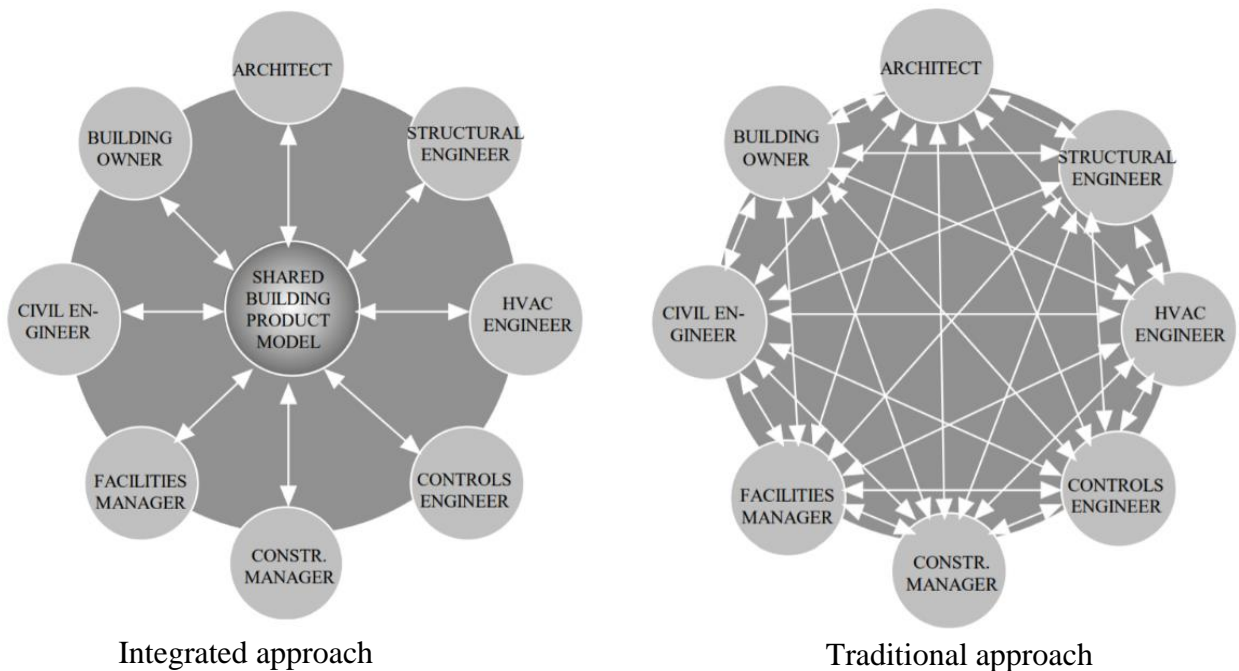 ARCHITECT
BUILDING
OWNER
STRUCTURAL
ENGINEER
SHARED
BUILDING
PRODUCT
MODEL
CIVIL EN-
GINEER
HVAC
ENGINEER
FACILITIES
MANAGER
CONTROLS
ENGINEER
CONSTR.
MANAGER
Integrated approach
ARCHITECT
BUILDING
OWNER
STRUCTURAL
ENGINEER
CIVIL EN-
GINEER
HVAC
ENGINEER
FACILITIES
MANAGER
CONTROLS
ENGINEER
CONSTR.
MANAGER
Traditional approach